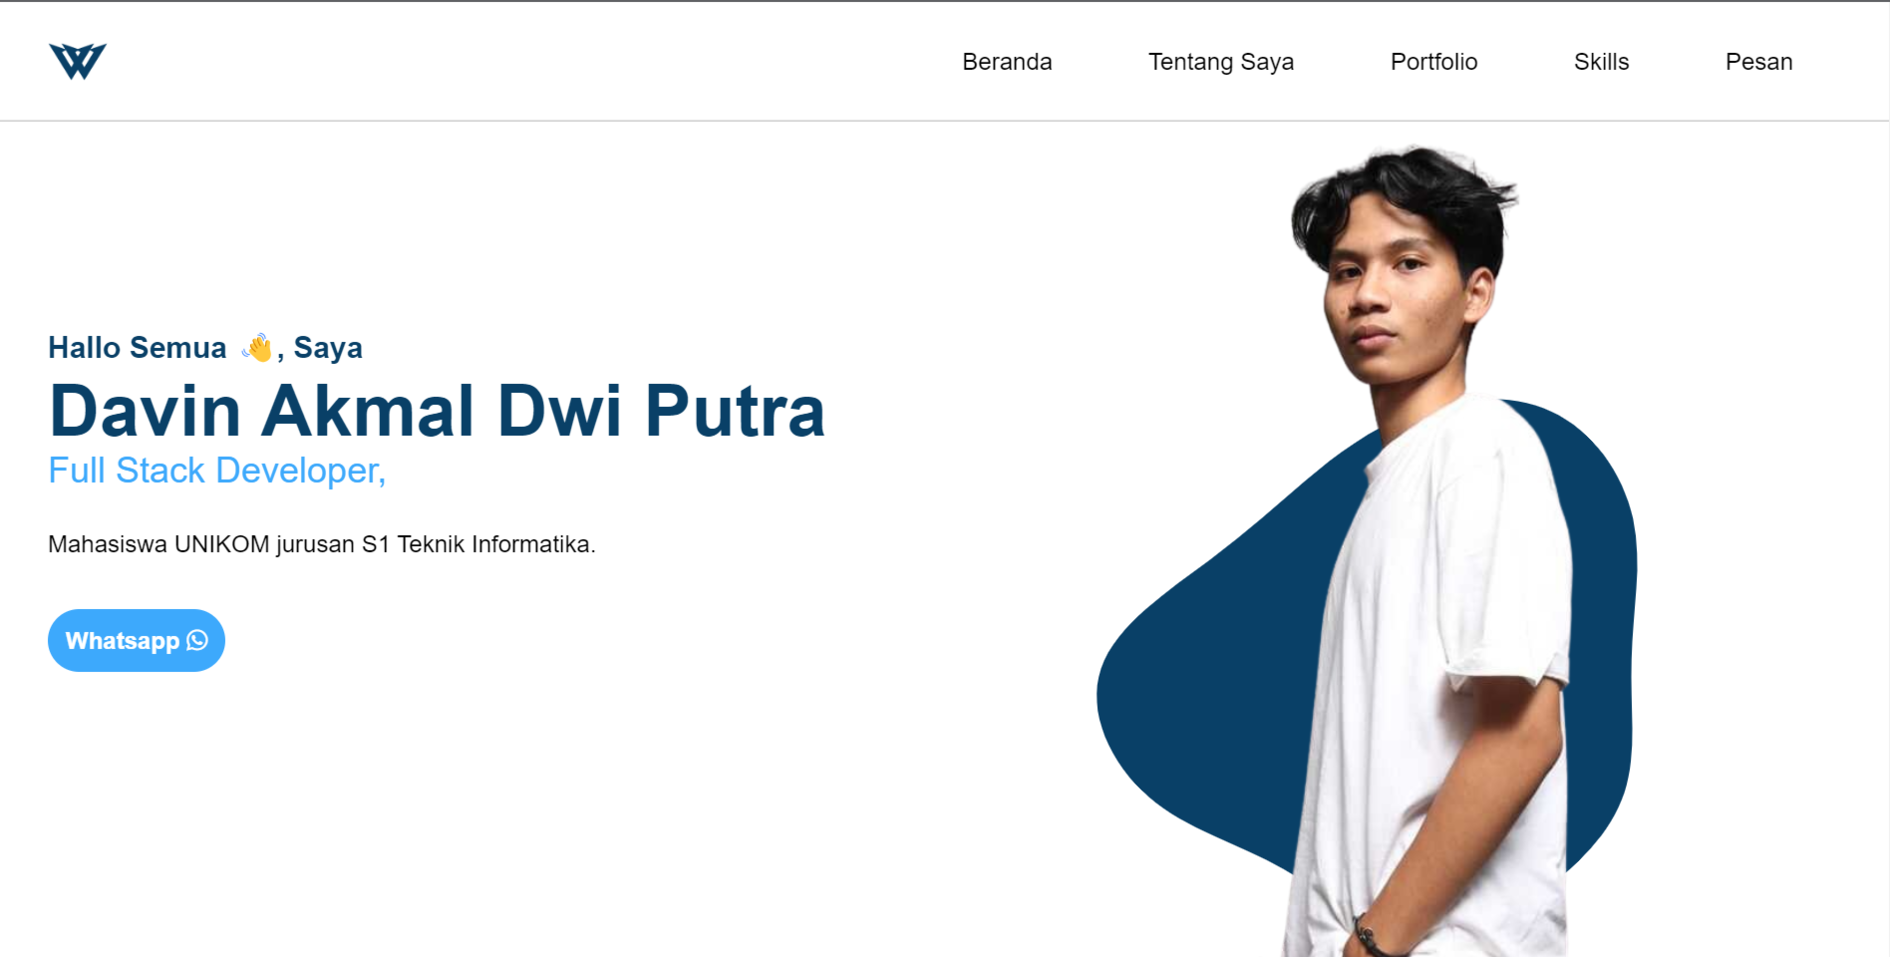 Beranda Tentang Saya Portfolio Skills Pesan
Hallo Semua 👋, Saya
Davin Akmal Dwi Putra
Full Stack Developer,
Mahasiswa UNIKOM jurusan S1 Teknik Informatika.
Whatsapp